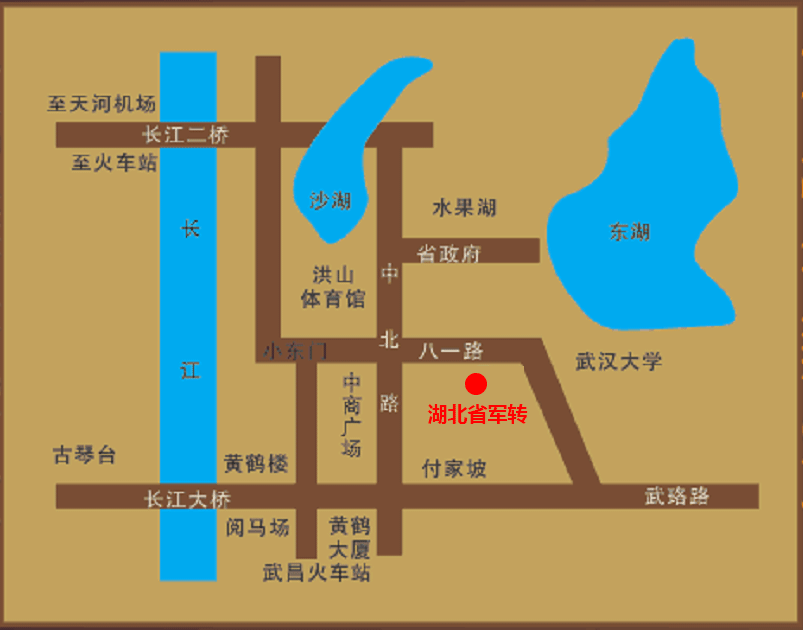 至天河机场
长江二桥
至火车站
长
江
沙湖
水果湖
东湖
省政府
洪山
体育馆
中
北
路
小东门
八一路
武汉大学
中
商
广
场
湖北省军转
古琴台
黄鹤楼
付家坡
长江大桥
武珞路
阅马场
黄鹤
大厦
武昌火车站